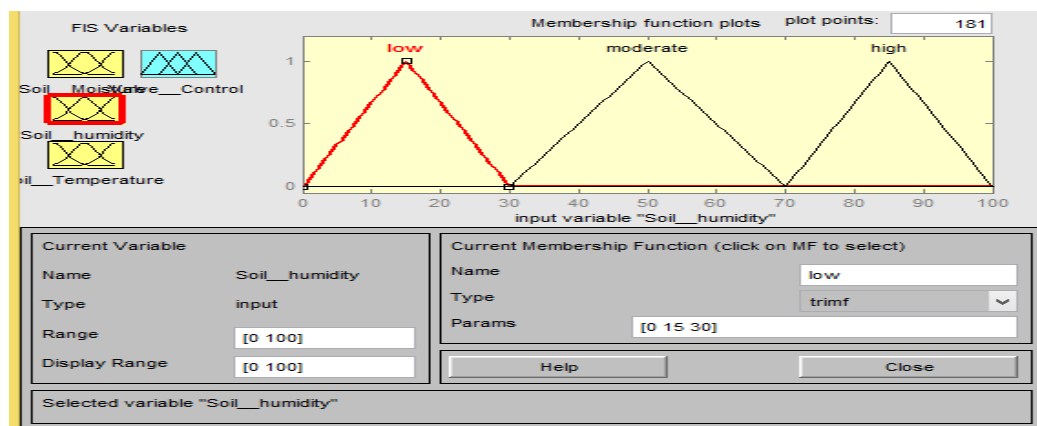 FIS Variables
Membership function plots plot points: 181
low moderate high
1
0.5
0
0 10 20 30 40 50 60 70 80 90 100
input variable "Soil__humidity"
Soil__Moisture
Valve__Control
Soil__humidity
il__Temperature
Current Variable
Name Soil__humidity
Type input
Range [0 100]
Display Range [0 100]
Current Membership Function (click on MF to select)
Name low
Type trimf
Params [0 15 30]
Help Close
Selected variable "Soil__humidity"